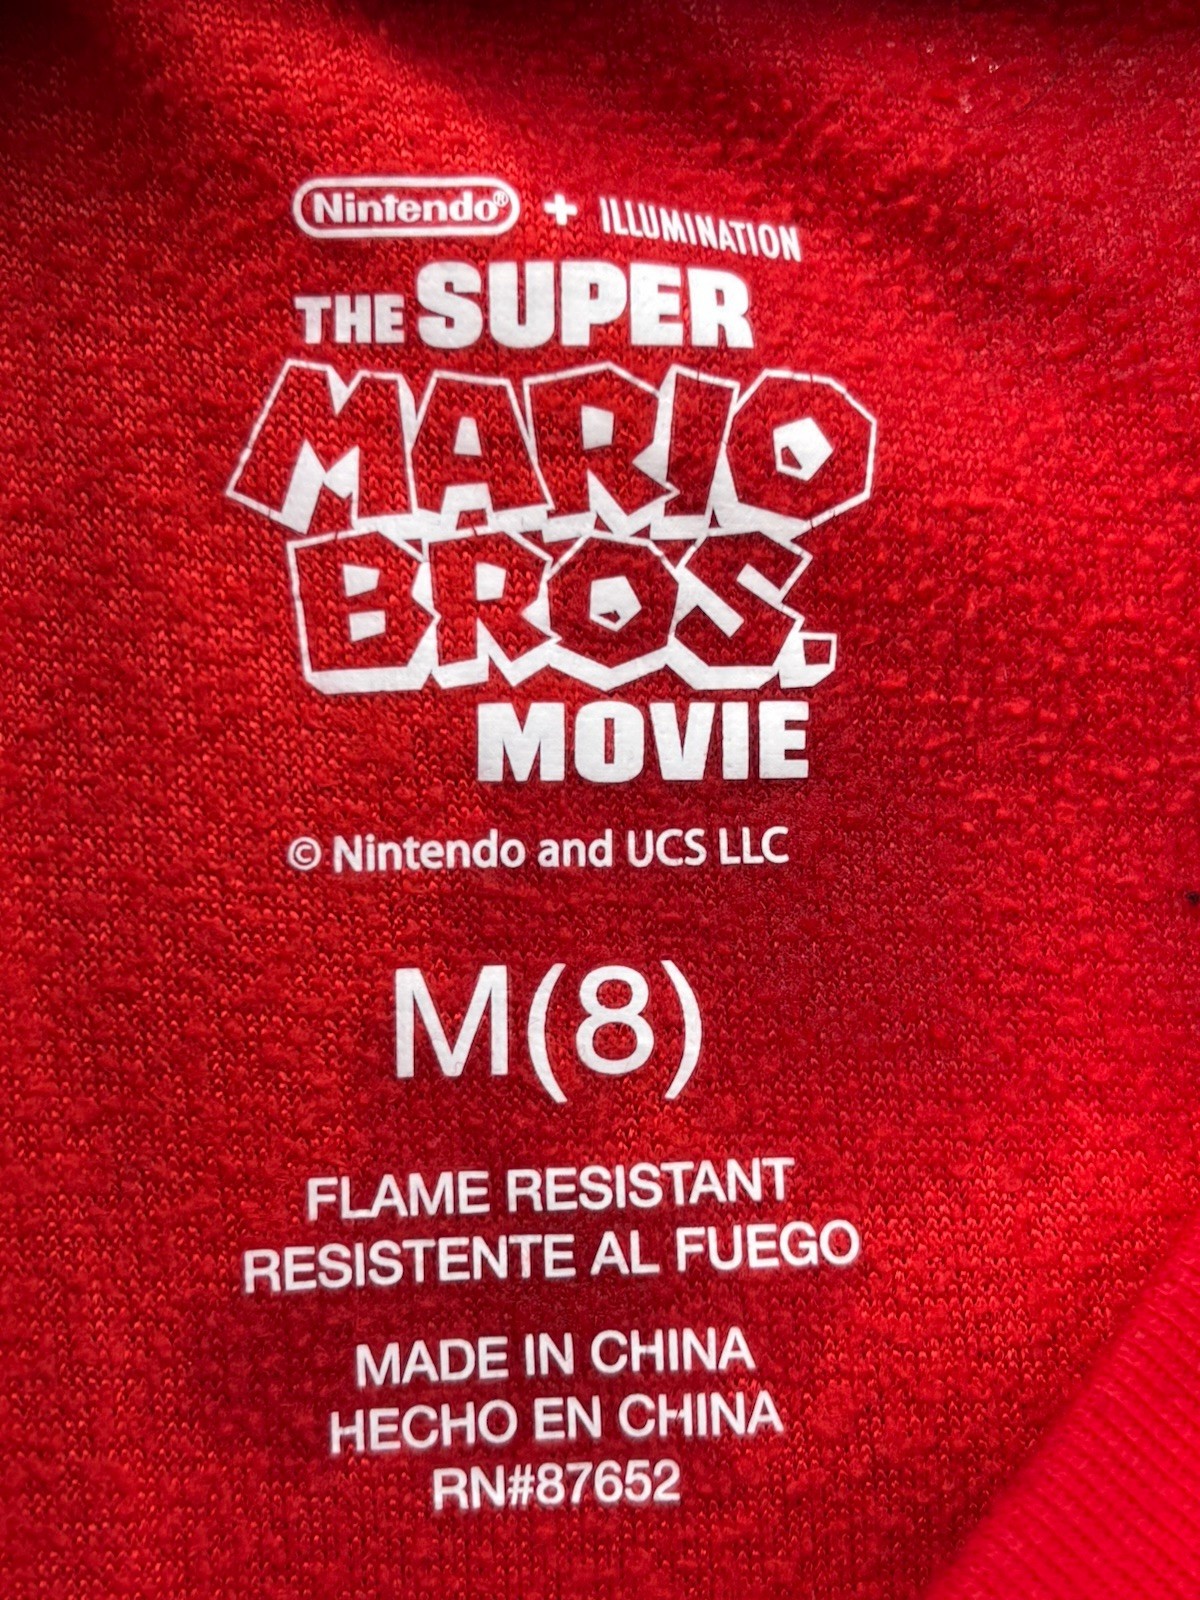 Nintendo® + ILLUMINATION
THE SUPER
MARIO
BROS.
MOVIE
© Nintendo and UCS LLC
M(8)
FLAME RESISTANT
RESISTENTE AL FUEGO
MADE IN CHINA
HECHO EN CHINA
RN#87652